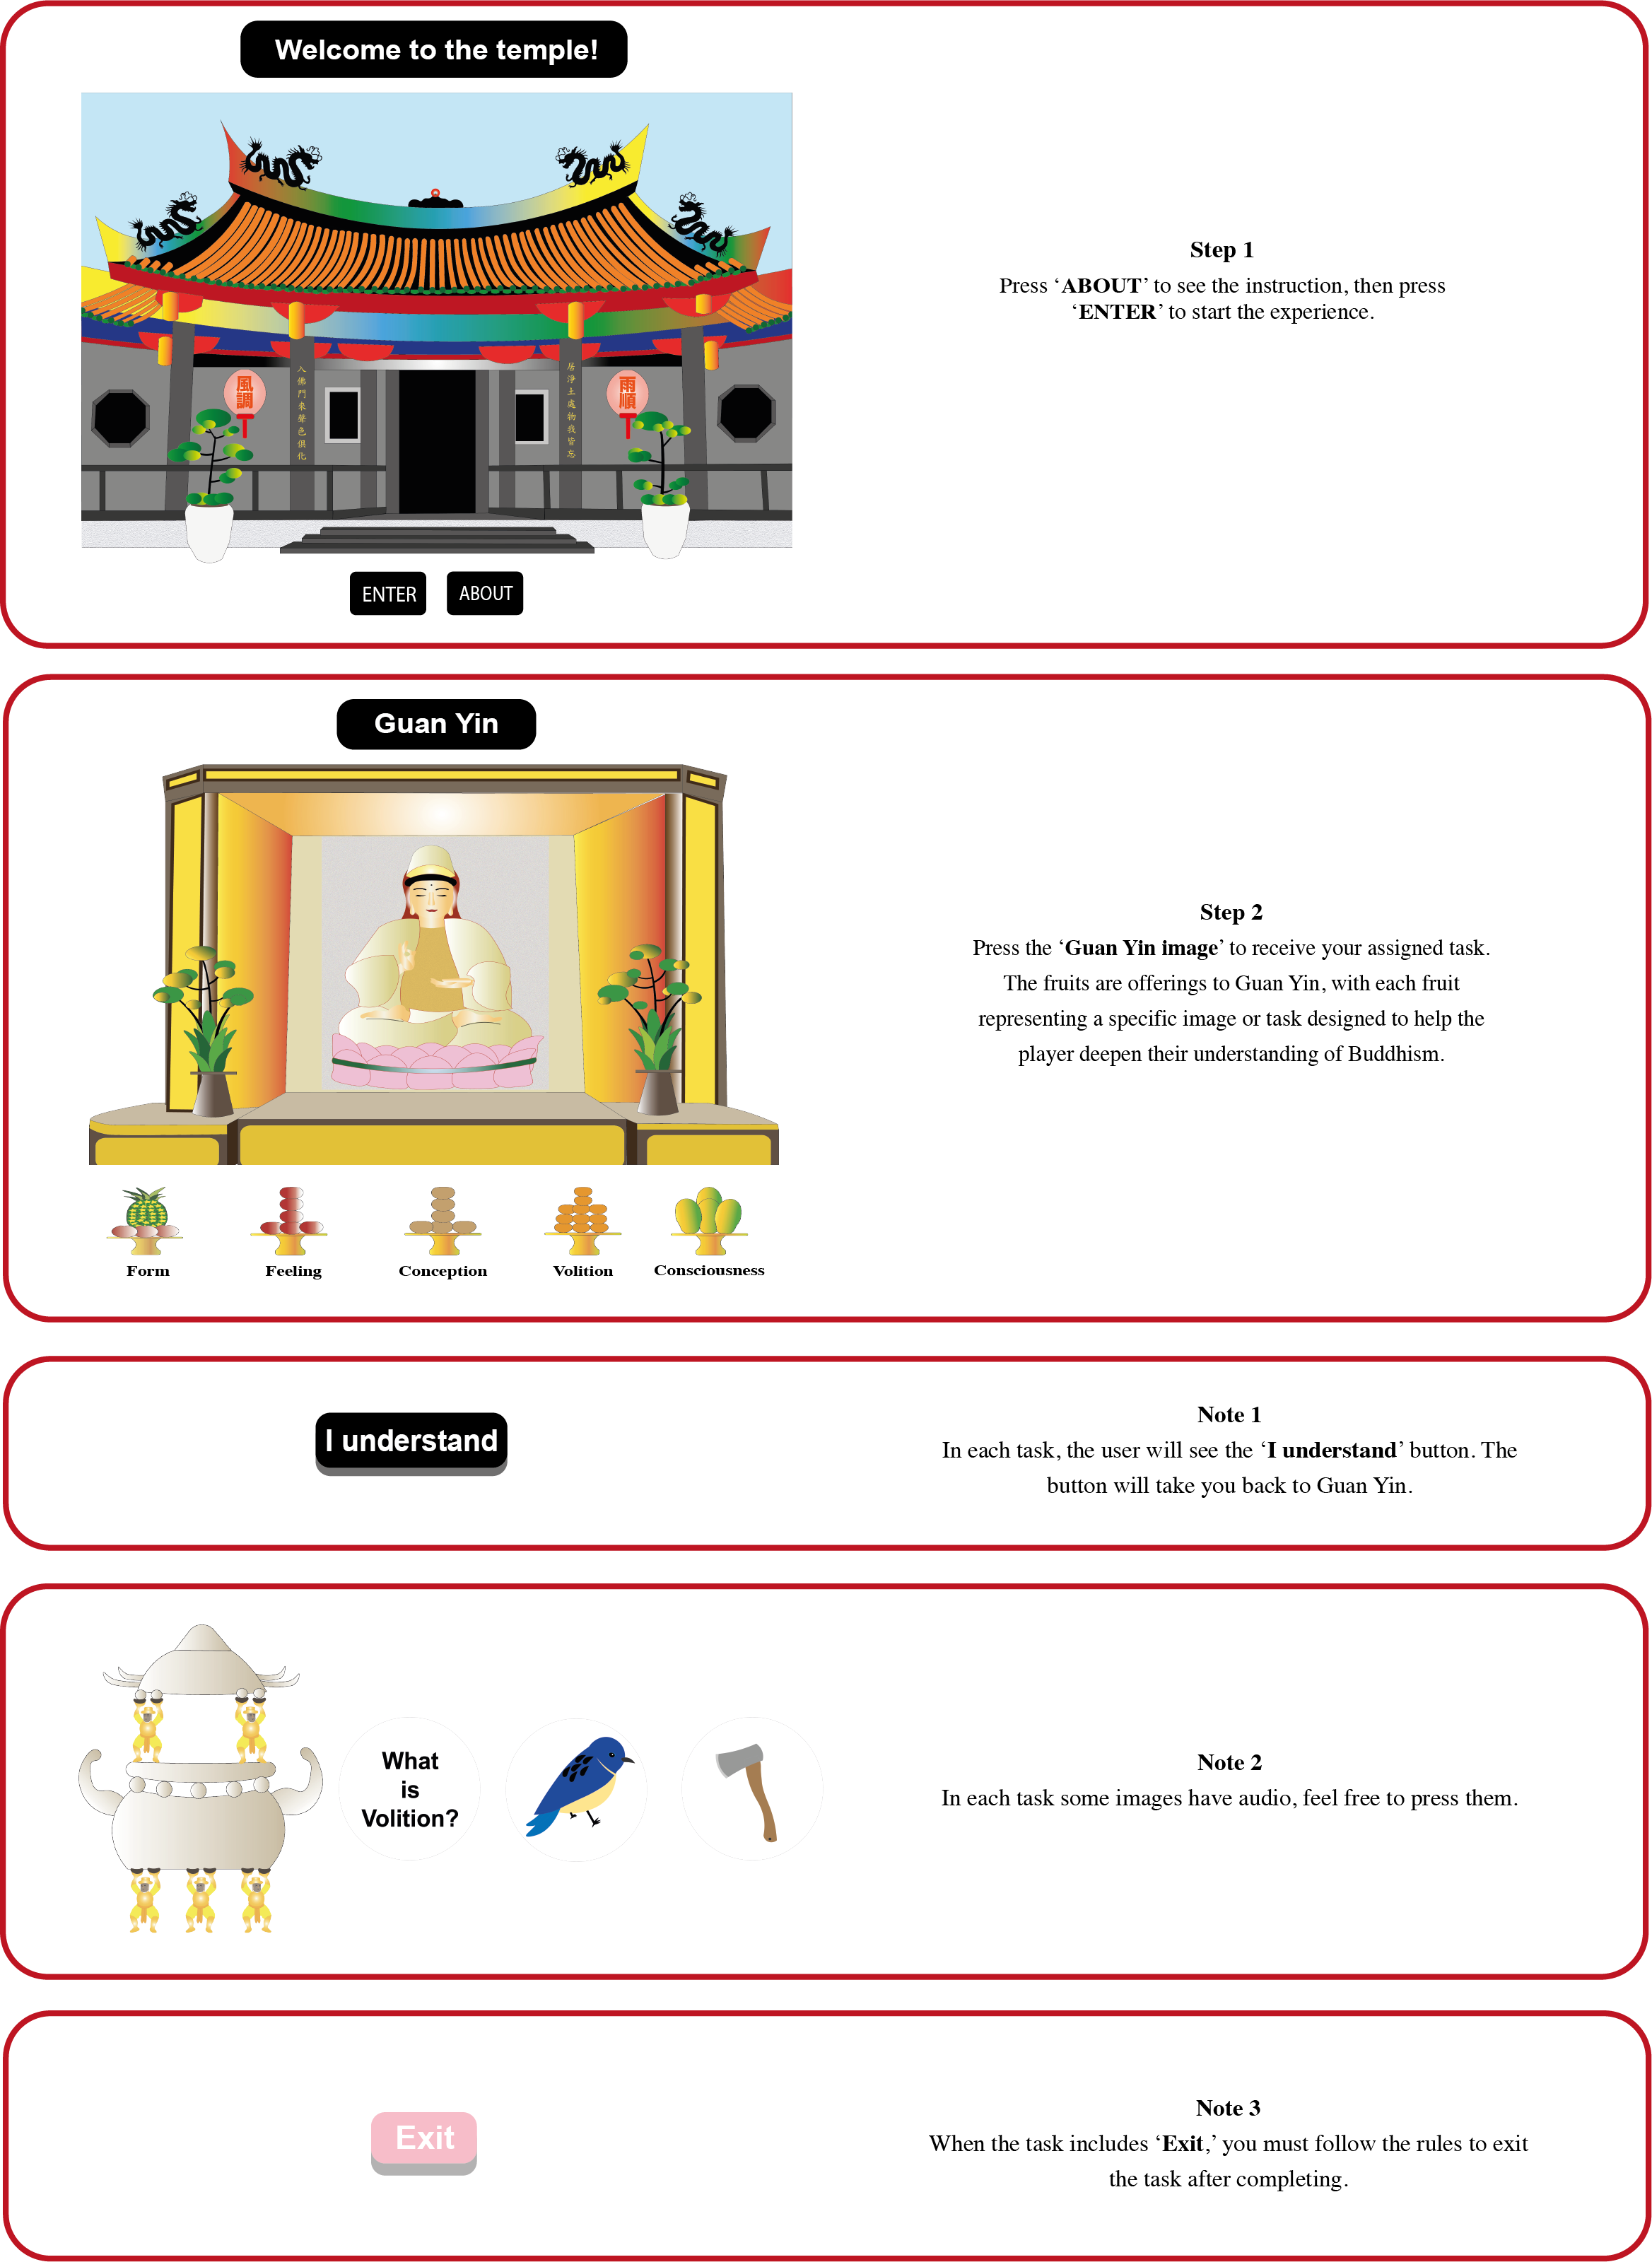 Welcome to the temple!
風調
雨順
入佛門來聲色俱化
居淨土處物我皆忘
ENTER
ABOUT
Step 1
Press ‘ABOUT’ to see the instruction, then press
‘ENTER’ to start the experience.
Guan Yin
Form
Feeling
Conception
Volition
Consciousness
Step 2
Press the ‘Guan Yin image’ to receive your assigned task.
The fruits are offerings to Guan Yin, with each fruit
representing a specific image or task designed to help the
player deepen their understanding of Buddhism.
I understand
Note 1
In each task, the user will see the ‘I understand’ button. The
button will take you back to Guan Yin.
What
is
Volition?
Note 2
In each task some images have audio, feel free to press them.
Exit
Note 3
When the task includes ‘Exit,’ you must follow the rules to exit
the task after completing.